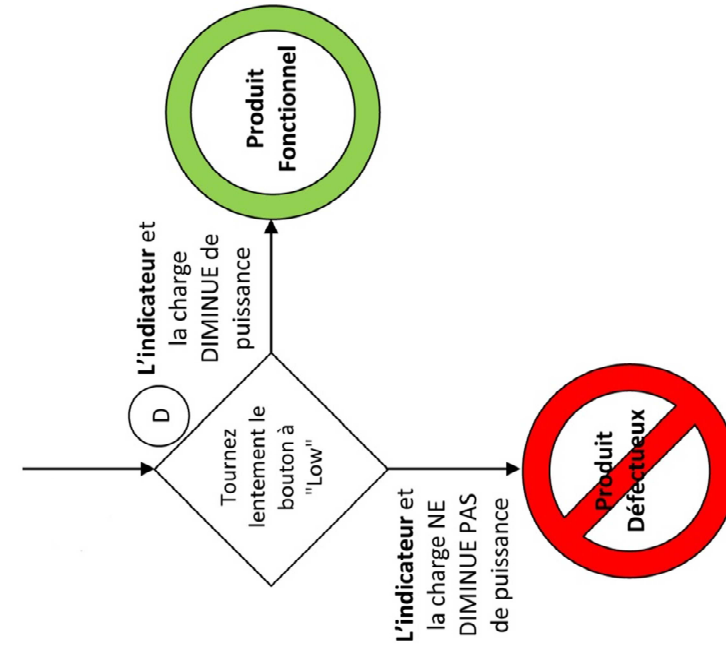 D
Tournez
lentement le
bouton à
"Low"
L'indicateur et
la charge
DIMINUE de
puissance
Produit
Fonctionnel
L'indicateur et
la charge NE
DIMINUE PAS
de puissance
Produit
Défectueux